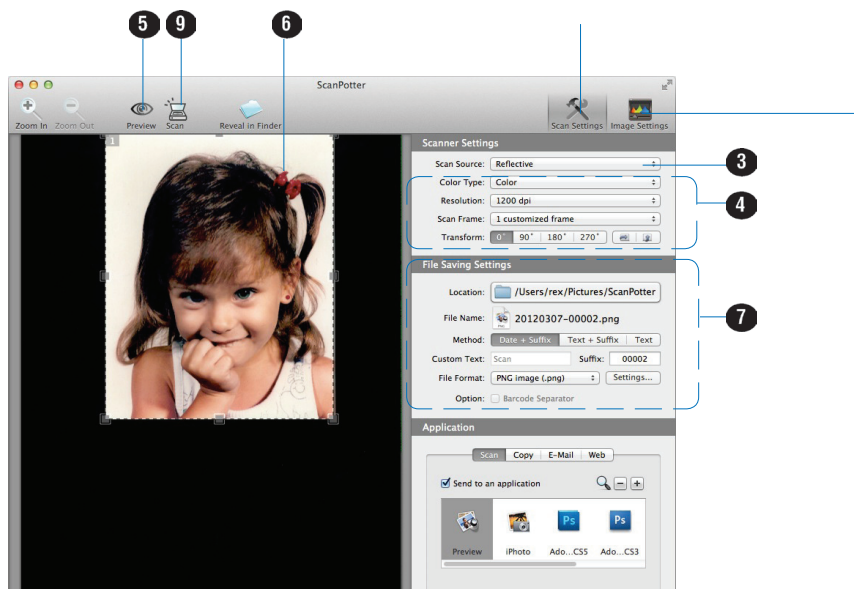 5
9
6
ScanPotter
Zoom In Zoom Out Preview Scan Reveal in Finder Scan Settings Image Settings
1
Scanner Settings
Scan Source: Reflective
3
Color Type: Color
Resolution: 1200 dpi
4
Scan Frame: 1 customized frame
Transform: 0° 90° 180° 270°
File Saving Settings
Location: /Users/rex/Pictures/ScanPotter
File Name: PNG 20120307-00002.png
7
Method: Date + Suffix Text + Suffix Text
Custom Text: Scan Suffix: 00002
File Format: PNG image (.png) Settings...
Option: Barcode Separator
Application
Scan Copy E-Mail Web
Send to an application
Ps Ps
Preview iPhoto Ado...CS5 Ado...CS3